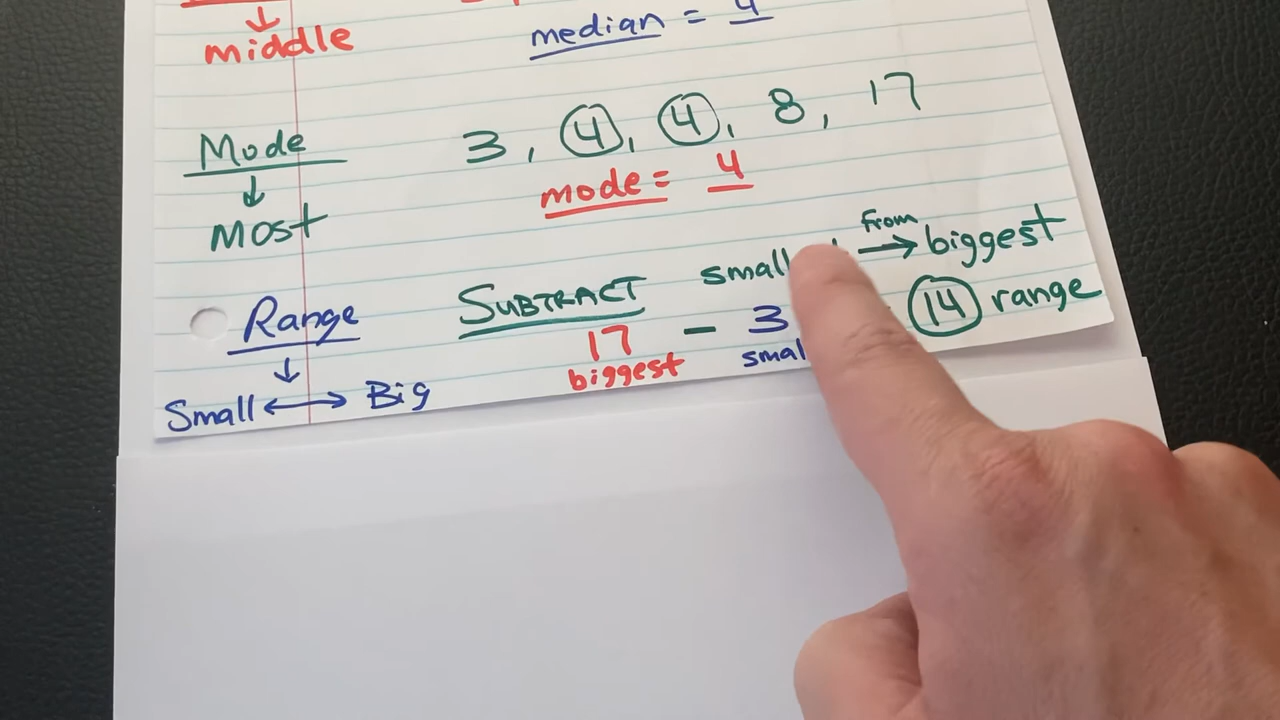 middle
median = 4
Mode
Most
3, 4, 4, 8, 17
mode = 4
Range
Small ↔ Big
SUBTRACT
from → biggest
17 - 3
14 range
biggest